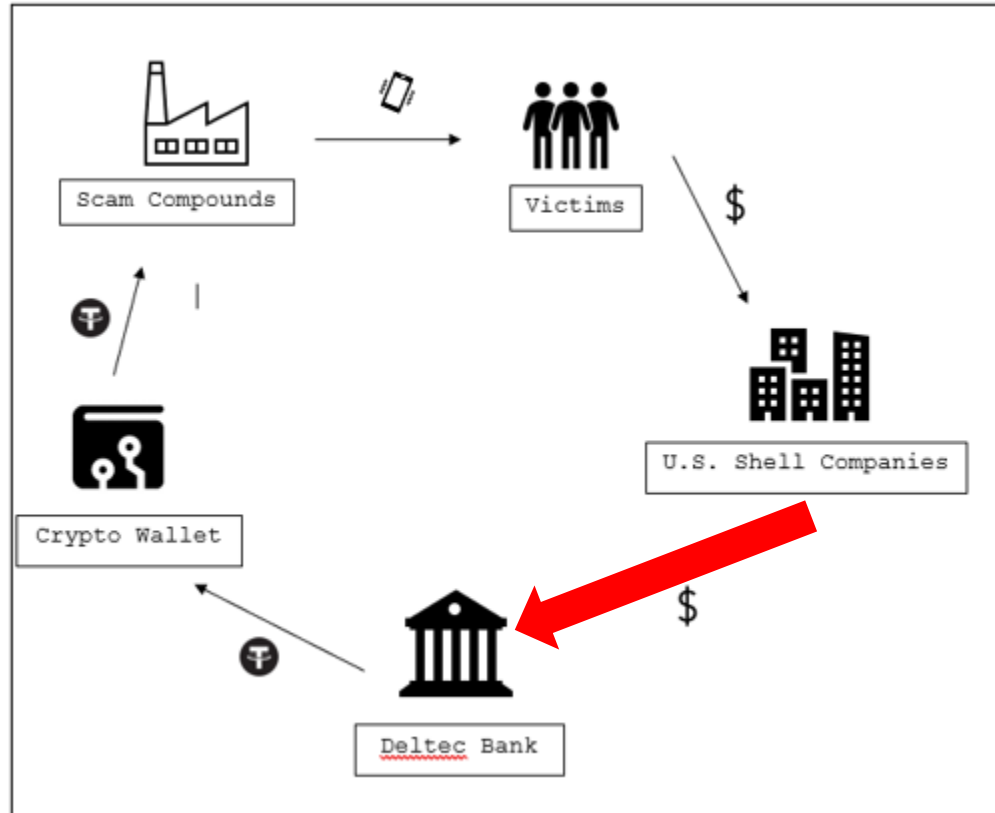 Scam Compounds
Victims
$
U.S. Shell Companies
$
Crypto Wallet
Deltec Bank